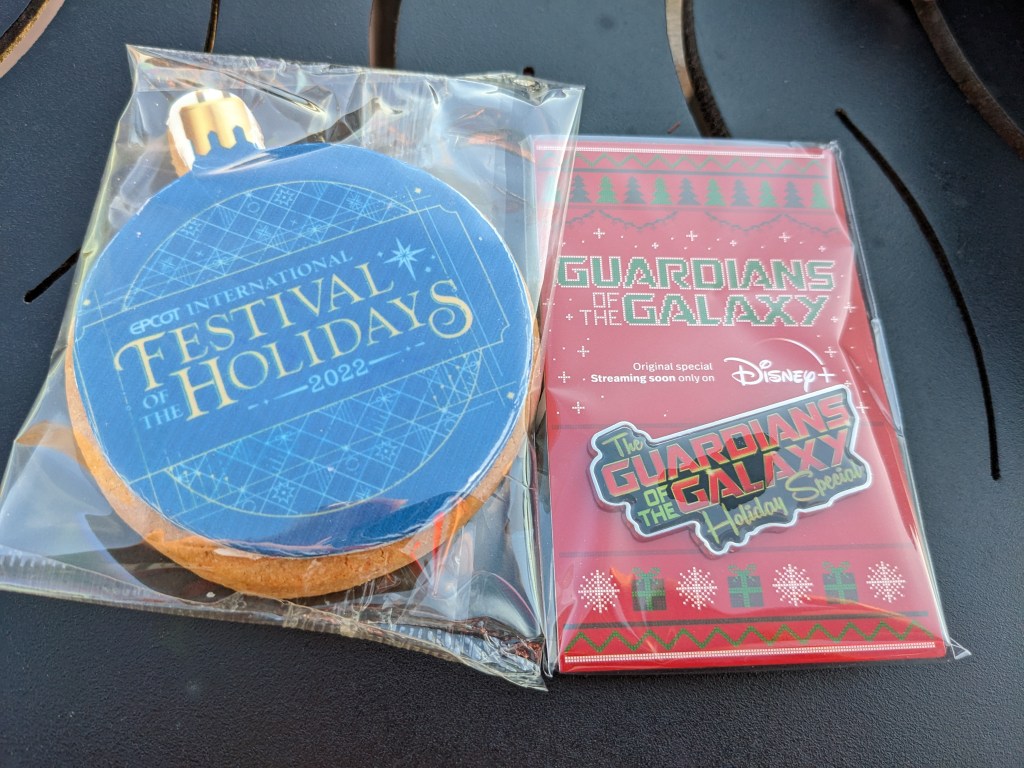 EPCOT INTERNATIONAL
FESTIVAL
OF THE HOLIDAYS
2022
GUARDIANS
OF THE GALAXY
Original special
Streaming soon only on
Disney+
The
GUARDIANS
OF THE GALAXY
Holiday Special